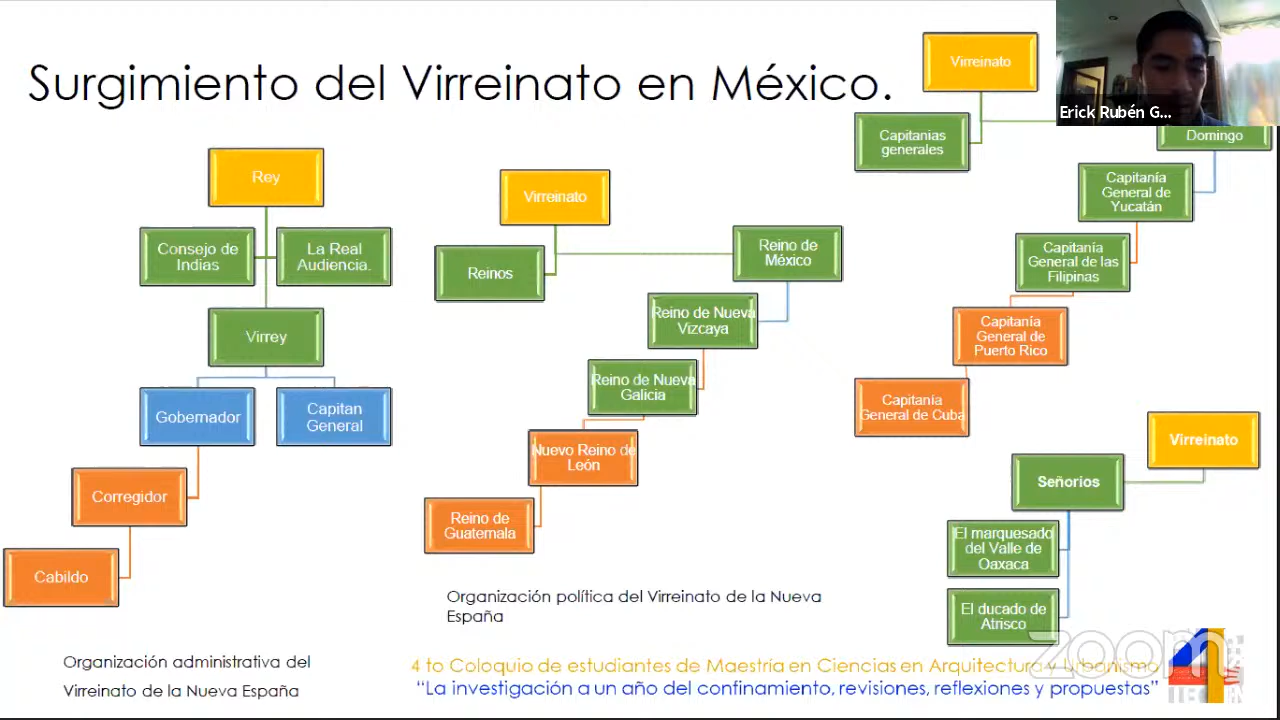 Surgimiento del Virreinato en México.
Rey
Consejo de
Indias
La Real
Audiencia.
Virrey
Gobernador
Capitan
General
Corregidor
Cabildo
Organización administrativa del
Virreinato de la Nueva España
Virreinato
Reinos
Reino de
México
Reino de Nueva
Vizcaya
Reino de Nueva
Galicia
Nuevo Reino de
León
Reino de
Guatemala
Organización política del Virreinato de la Nueva
España
Virreinato
Capitanias
generales
Domingo
Capitanía
General de
Yucatán
Capitanía
General de las
Filipinas
Capitanía
General de
Puerto Rico
Capitanía
General de Cuba
Virreinato
Señorios
El marquesado
del Valle de
Oaxaca
El ducado de
Atrisco
Erick Rubén G...
4 to Coloquio de estudiantes de Maestría en Ciencias en Arquitectura y Urbanismo
“La investigación a un año del confinamiento, revisiones, reflexiones y propuestas”
zoom